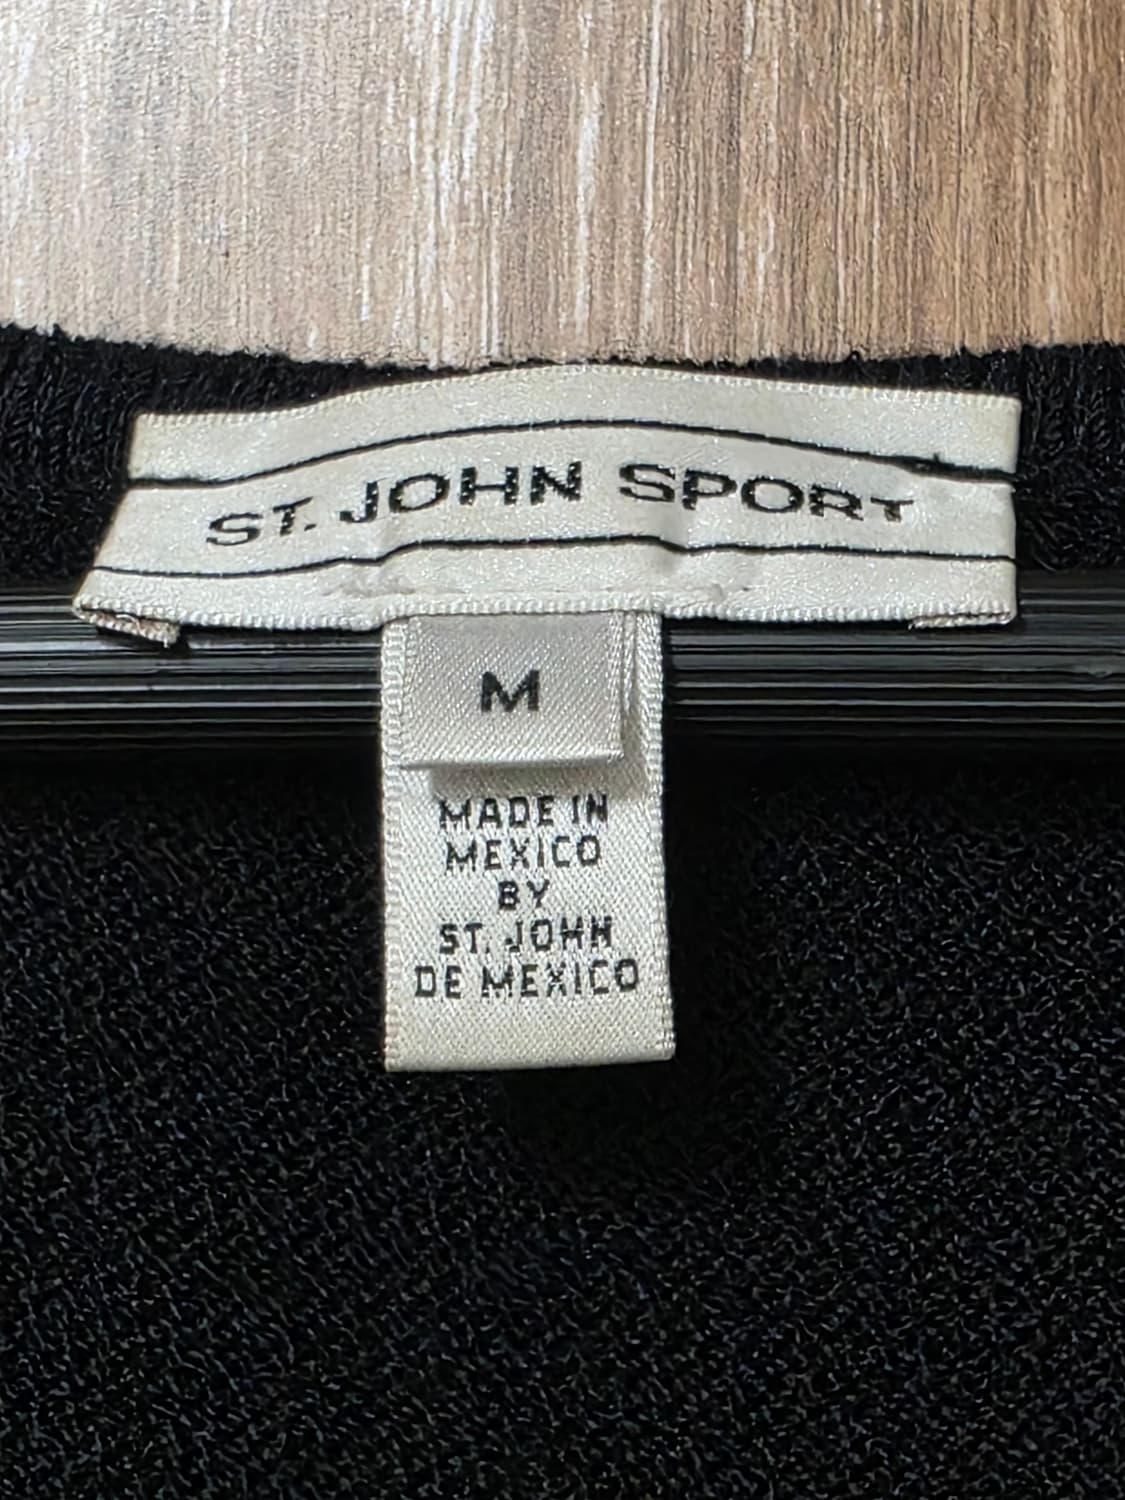 ST. JOHN SPORT
M
MADE IN
MEXICO
BY
ST. JOHN
DE MEXICO